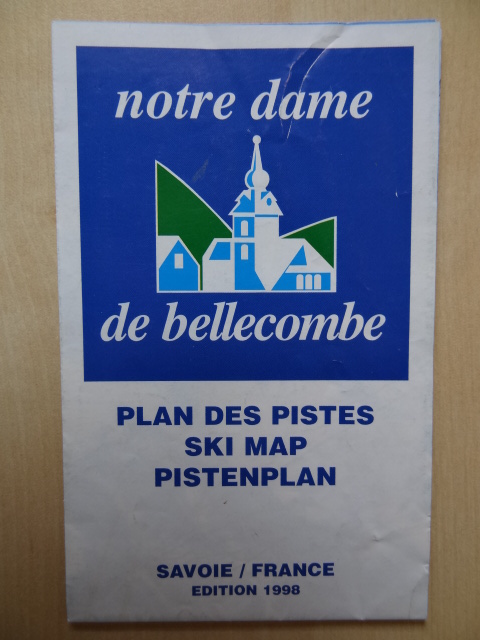 notre dame
de bellecombe
PLAN DES PISTES
SKI MAP
PISTENPLAN
SAVOIE / FRANCE
EDITION 1998